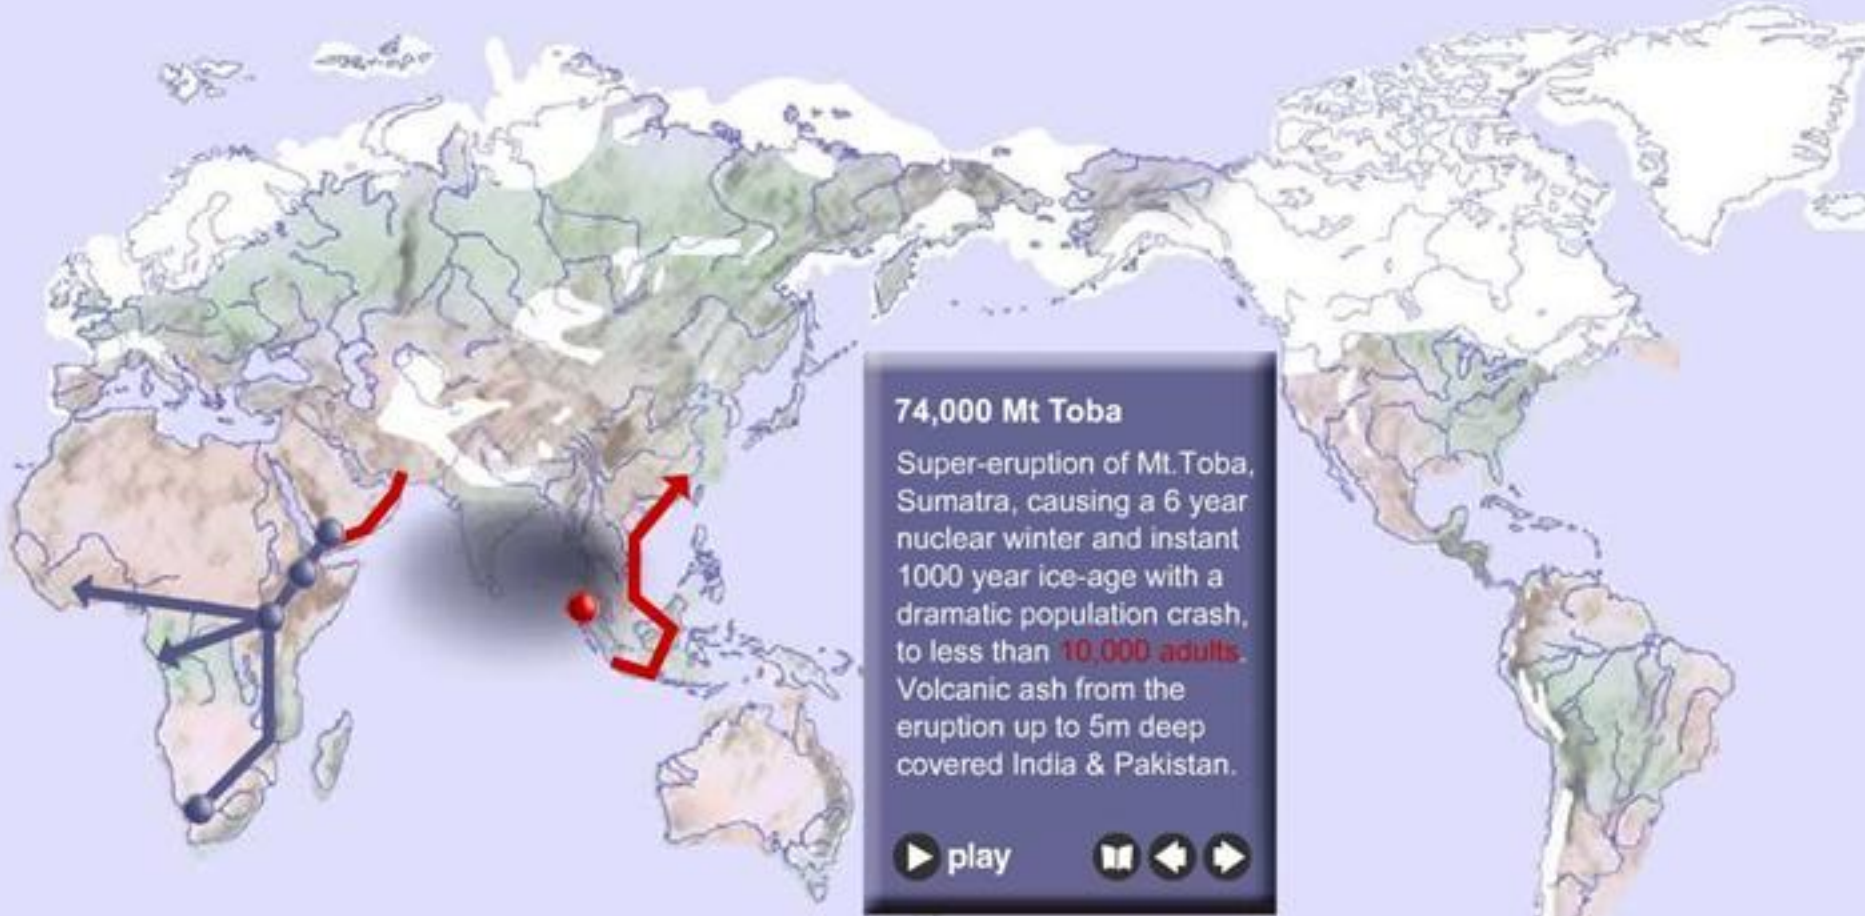 74,000 Mt Toba
Super-eruption of Mt.Toba,
Sumatra, causing a 6 year
nuclear winter and instant
1000 year ice-age with a
dramatic population crash,
to less than 10,000 adults.
Volcanic ash from the
eruption up to 5m deep
covered India & Pakistan.
play